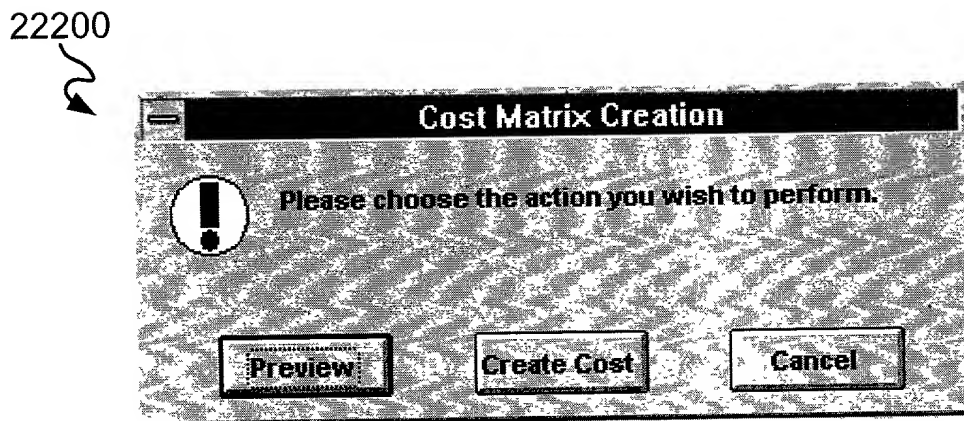 22200
Cost Matrix Creation
Please choose the action you wish to perform.
Preview Create Cost Cancel